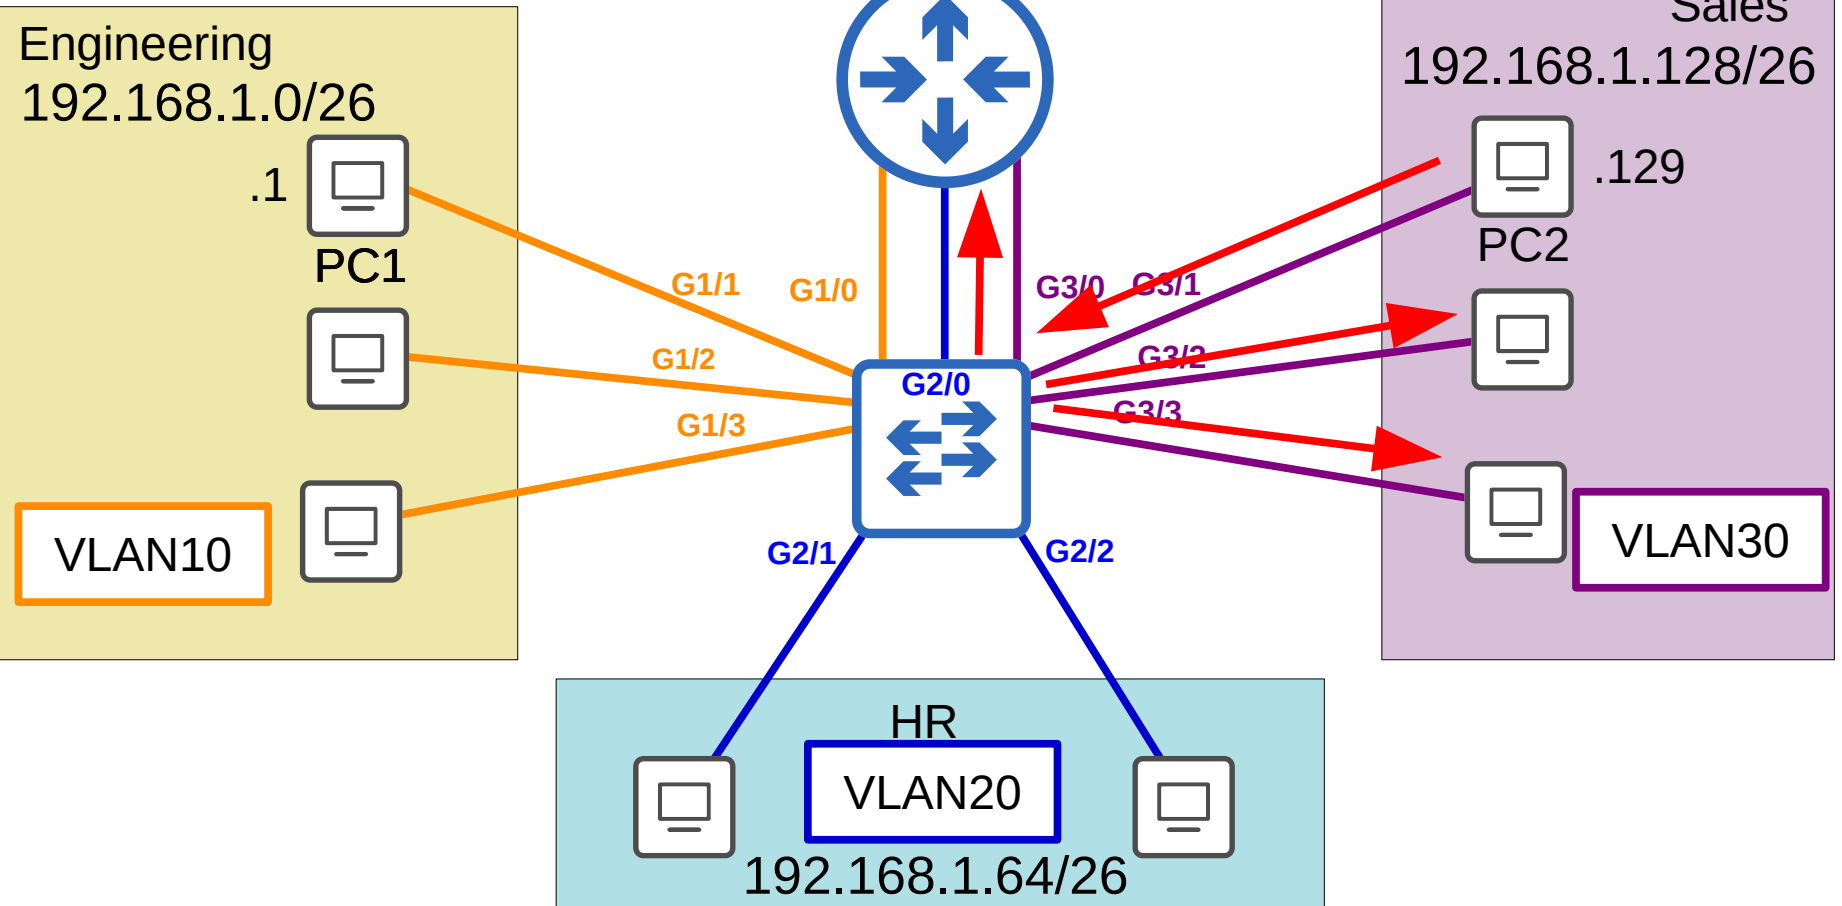 Engineering
192.168.1.0/26
.1
PC1
VLAN10
G1/1
G1/0
G1/2
G1/3
G2/0
G3/0
G3/1
G3/2
G3/3
G2/1
G2/2
Sales
192.168.1.128/26
.129
PC2
VLAN30
HR
VLAN20
192.168.1.64/26